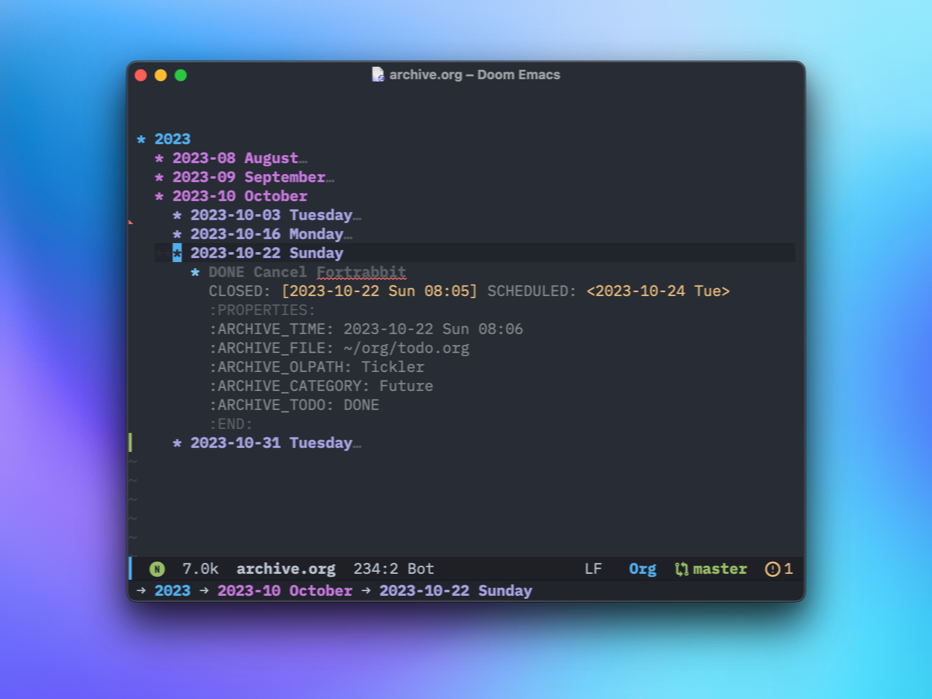 archive.org – Doom Emacs
* 2023
* 2023-08 August…
* 2023-09 September…
* 2023-10 October
* 2023-10-03 Tuesday…
* 2023-10-16 Monday…
* 2023-10-22 Sunday
* DONE Cancel Fortrabbit
CLOSED: [2023-10-22 Sun 08:05] SCHEDULED: <2023-10-24 Tue>
:PROPERTIES:
:ARCHIVE_TIME: 2023-10-22 Sun 08:06
:ARCHIVE_FILE: ~/org/todo.org
:ARCHIVE_OLPATH: Tickler
:ARCHIVE_CATEGORY: Future
:ARCHIVE_TODO: DONE
:END:
* 2023-10-31 Tuesday…
~
~
~
~
~
N 7.0k archive.org 234:2 Bot LF Org master 1
→ 2023 → 2023-10 October → 2023-10-22 Sunday